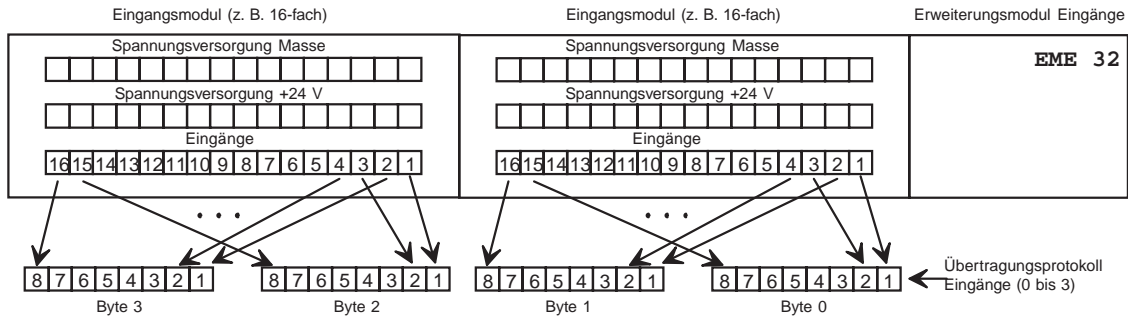 Eingangsmodul (z. B. 16-fach) Eingangsmodul (z. B. 16-fach) Erweiterungsmodul Eingänge
Spannungsversorgung Masse Spannungsversorgung Masse
EME 32
Spannungsversorgung +24 V Spannungsversorgung +24 V
Eingänge Eingänge
16 15 14 13 12 11 10 9 8 7 6 5 4 3 2 1 16 15 14 13 12 11 10 9 8 7 6 5 4 3 2 1
. . . . . .
8 7 6 5 4 3 2 1 8 7 6 5 4 3 2 1 8 7 6 5 4 3 2 1 8 7 6 5 4 3 2 1 Übertragungsprotokoll
Eingänge (0 bis 3)
Byte 3 Byte 2 Byte 1 Byte 0